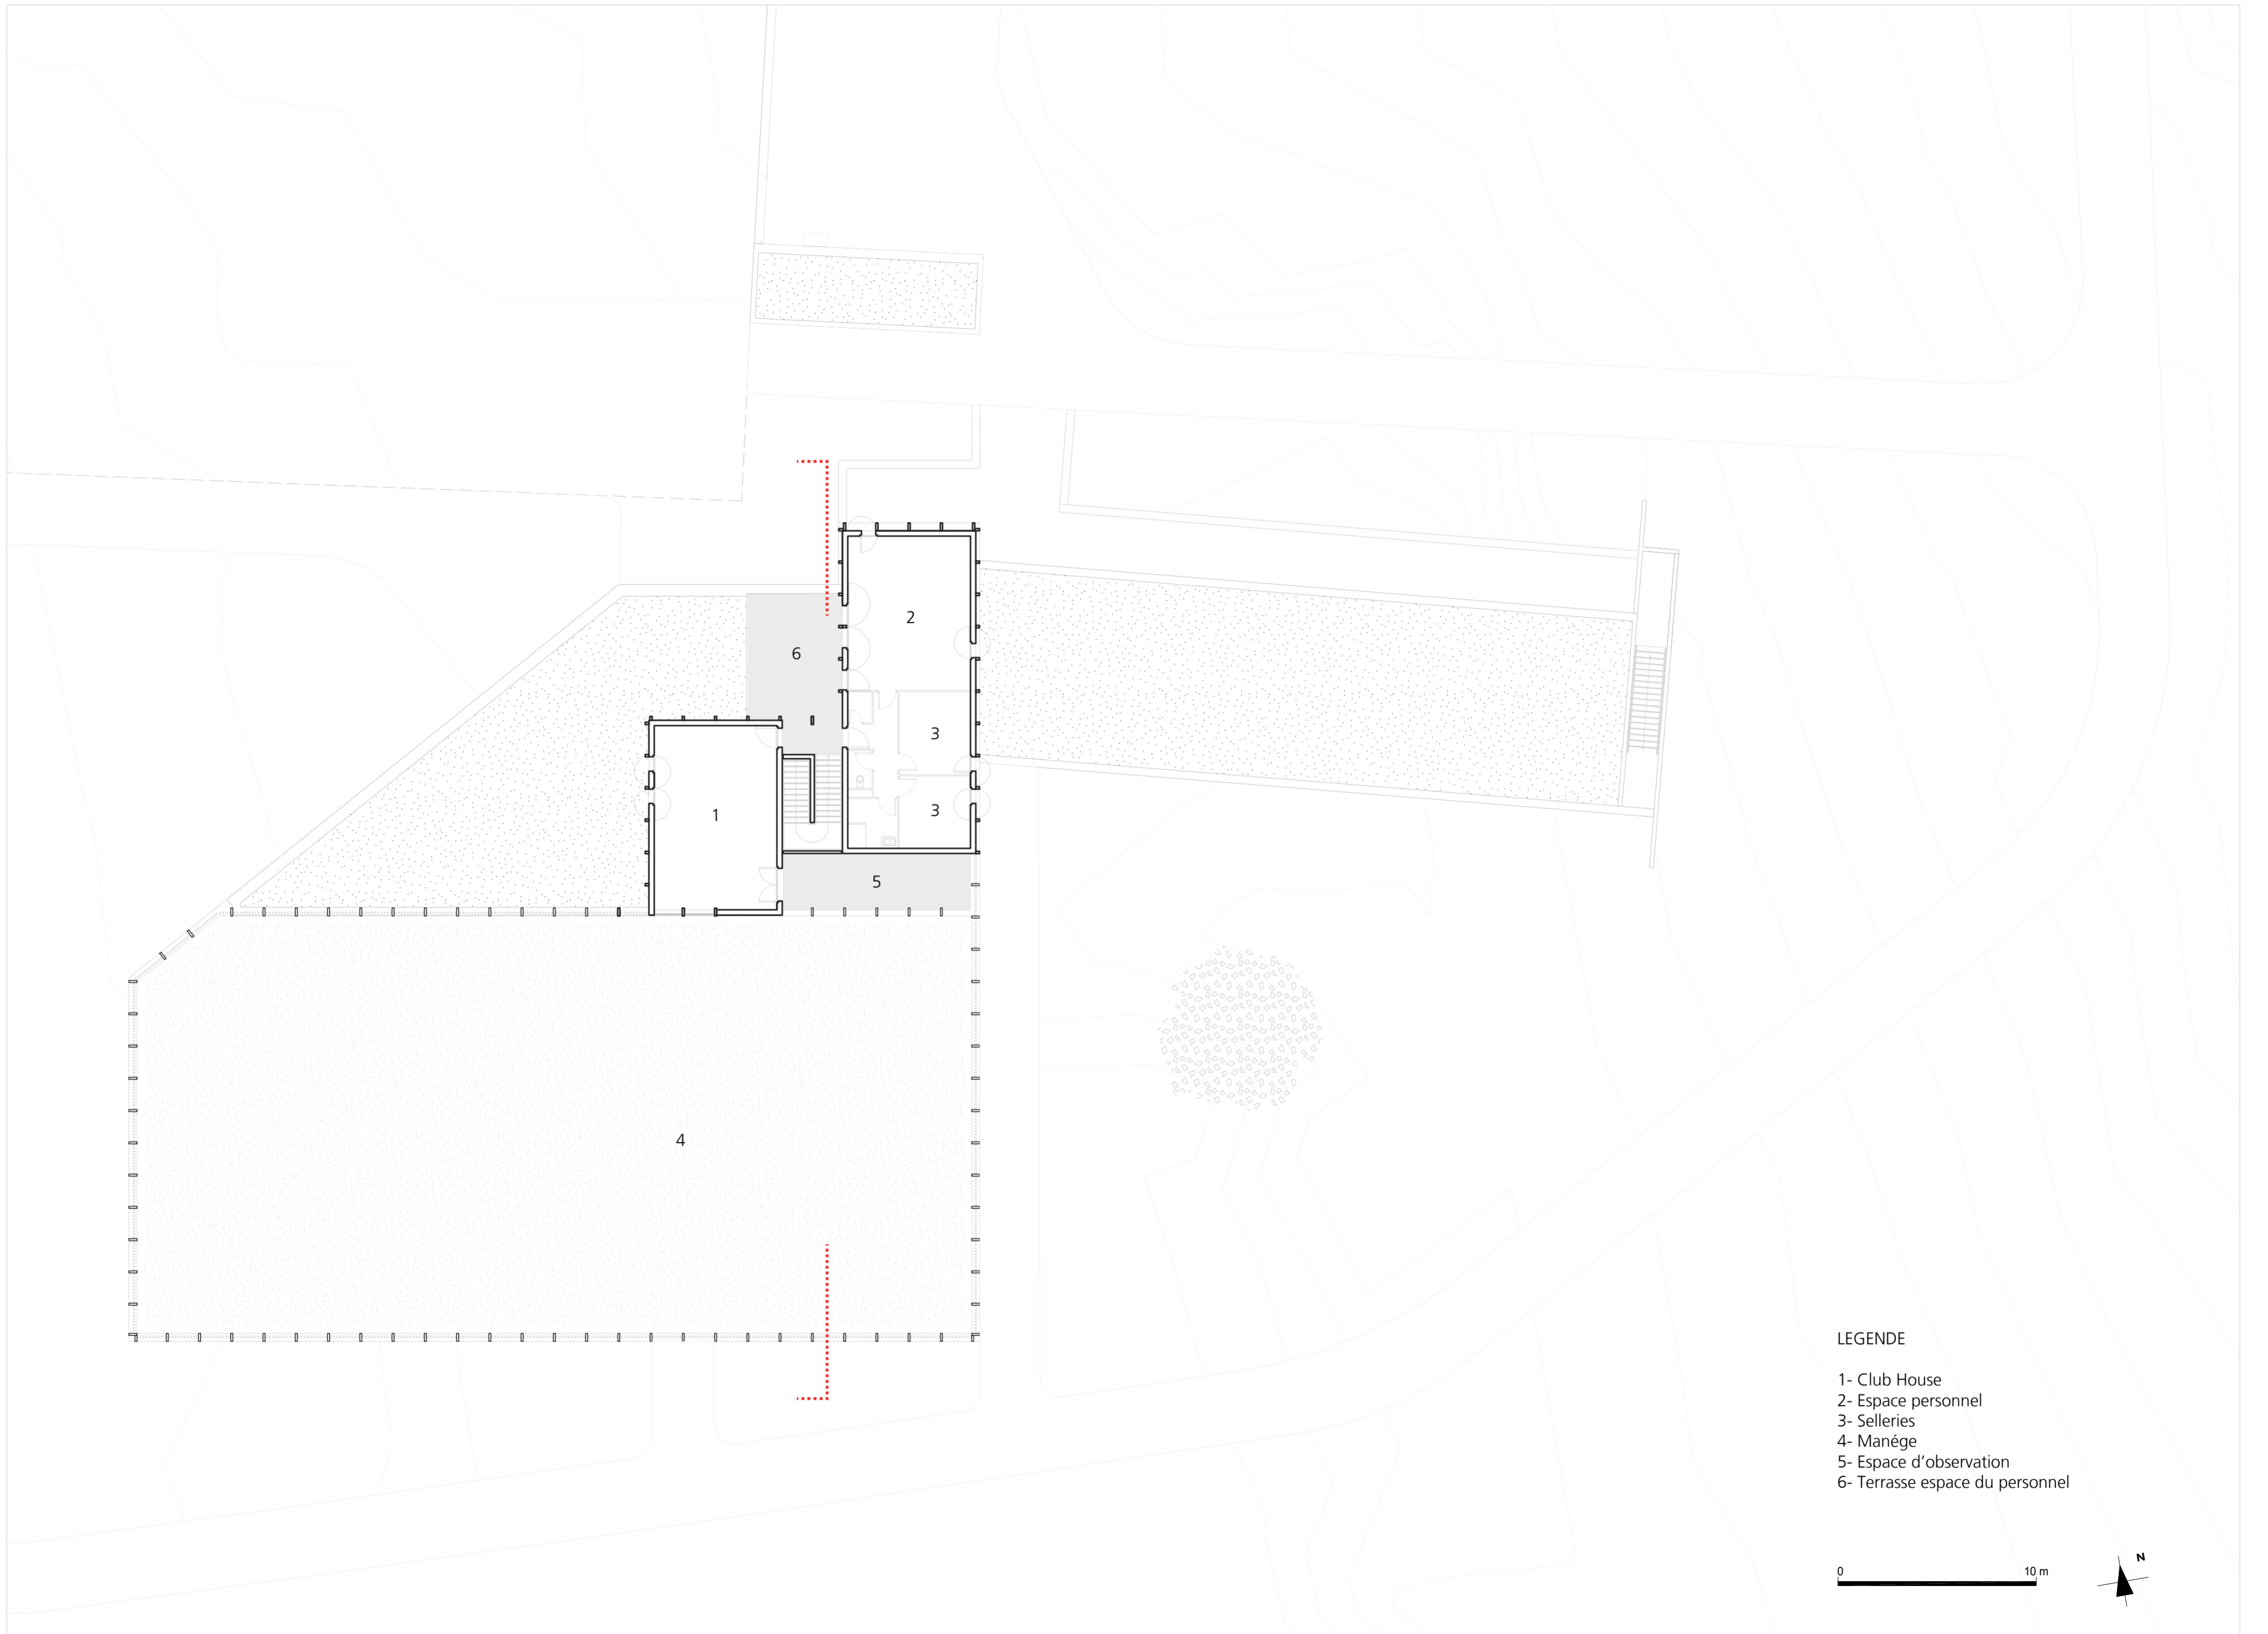 2
6
3
3
1
5
4
LEGENDE
1- Club House
2- Espace personnel
3- Selleries
4- Manége
5- Espace d’observation
6- Terrasse espace du personnel
0 10 m
N